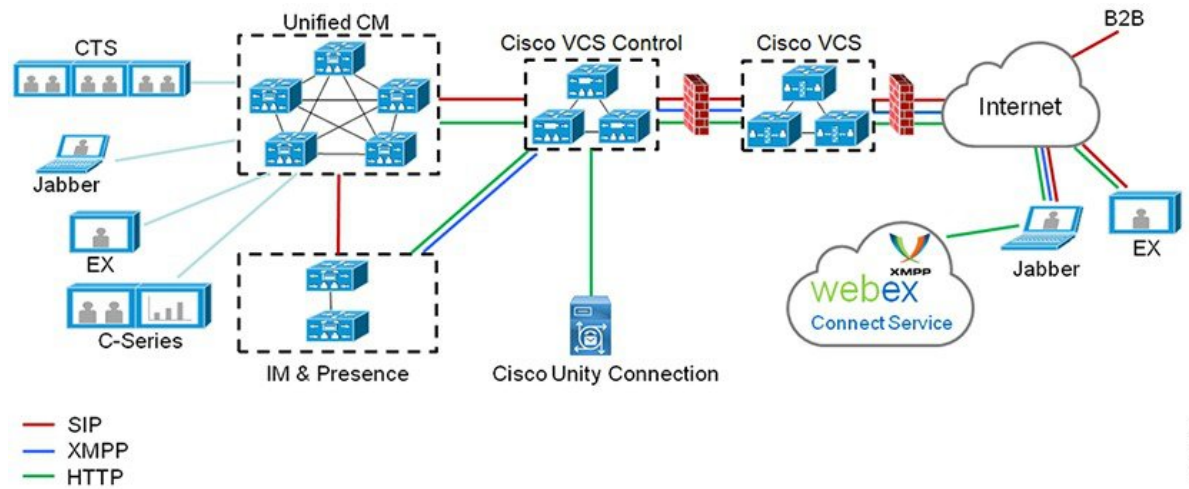 Unified CM
CTS
Cisco VCS Control
Cisco VCS
B2B
Internet
Jabber
EX
C-Series
IM & Presence
Cisco Unity Connection
XMPP
webex
Connect Service
Jabber
EX
SIP
XMPP
HTTP